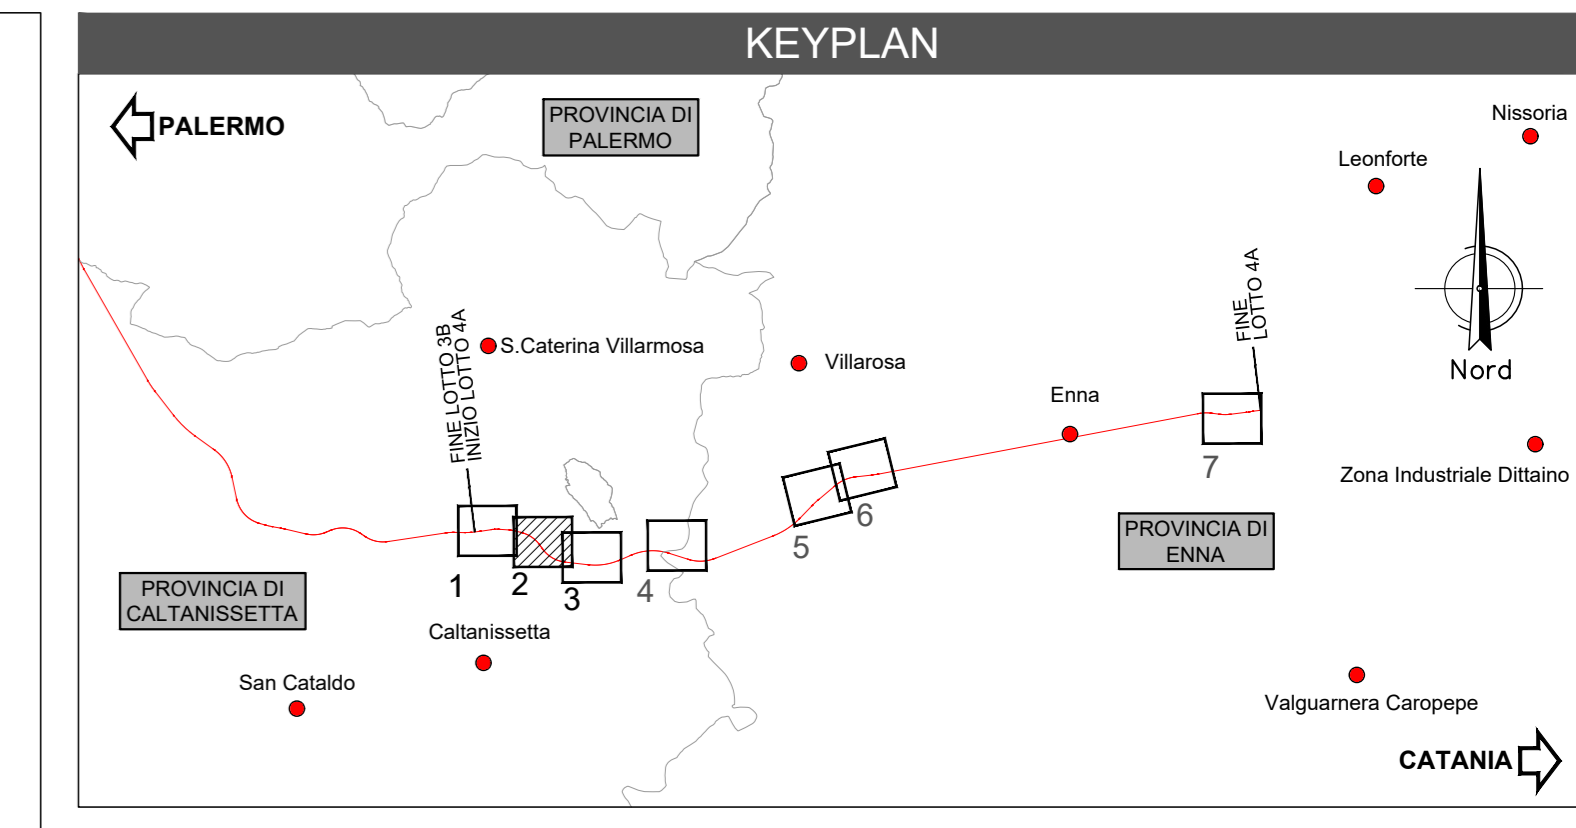 KEYPLAN
PALERMO
PROVINCIA DI
PALERMO
Nissoria
Leonforte
Nord
FINE
LOTTO 4A
FINE LOTTO 3B
INIZIO LOTTO 4A
S.Caterina Villarmosa
Villarosa
Enna
Zona Industriale Dittaino
7
6
5
PROVINCIA DI
ENNA
1
2
3
4
PROVINCIA DI
CALTANISSETTA
Caltanissetta
San Cataldo
Valguarnera Caropepe
CATANIA